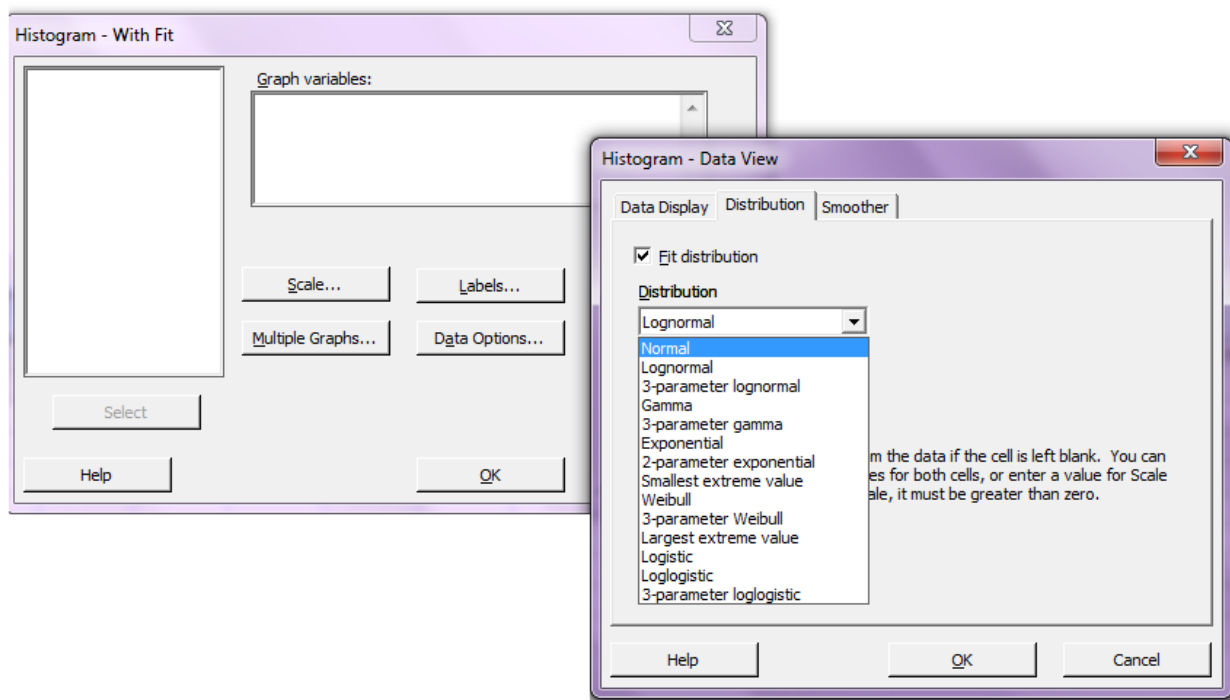 Histogram - With Fit
Graph variables:
Scale...
Labels...
Multiple Graphs...
Data Options...
Select
Help
OK
Histogram - Data View
Data Display Distribution Smoother
Fit distribution
Distribution
Lognormal
Normal
Lognormal
3-parameter lognormal
Gamma
3-parameter gamma
Exponential
2-parameter exponential
Smallest extreme value
Weibull
3-parameter Weibull
Largest extreme value
Logistic
Loglogistic
3-parameter loglogistic
the data if the cell is left blank. You can
for both cells, or enter a value for Scale
it must be greater than zero.
Help
OK
Cancel